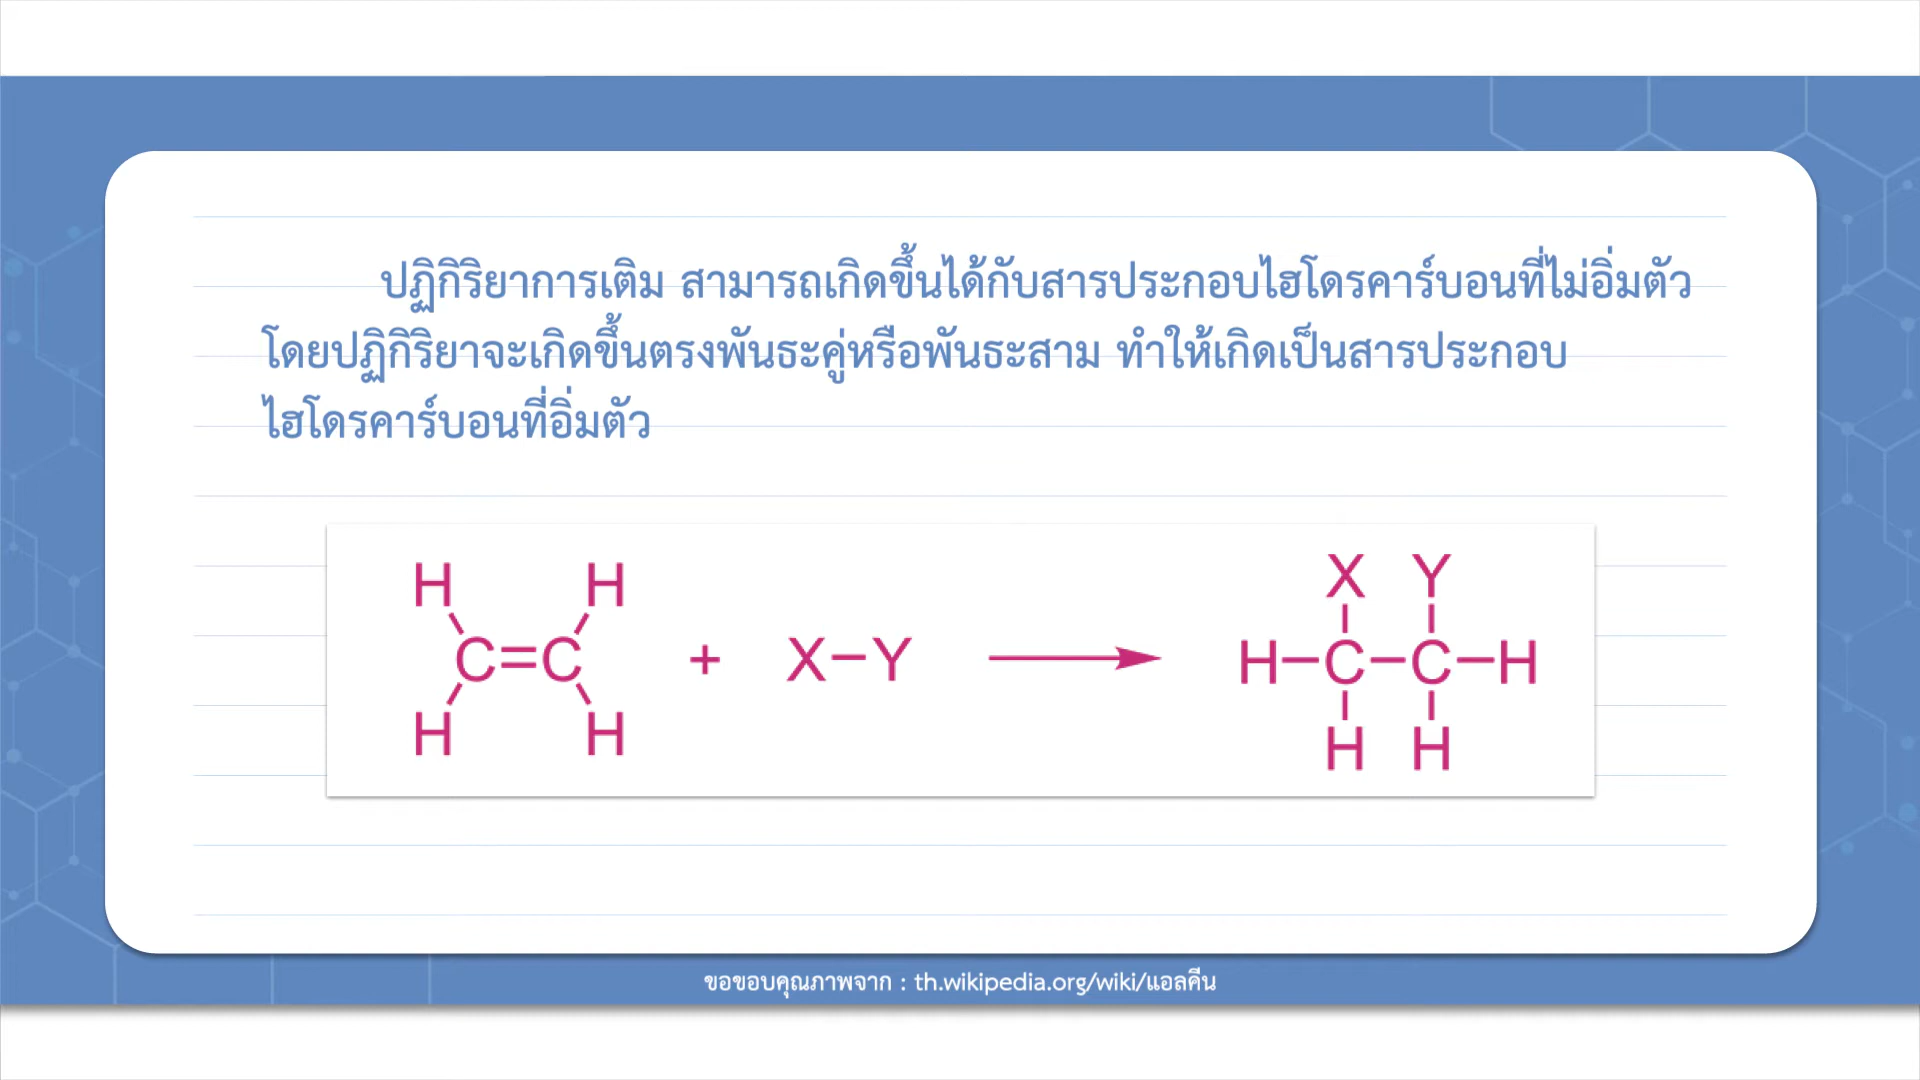 ปฏิกิริยาการเติม สามารถเกิดขึ้นได้กับสารประกอบไฮโดรคาร์บอนที่ไม่อิ่มตัว
โดยปฏิกิริยาจะเกิดขึ้นตรงพันธะคู่หรือพันธะสาม ทำให้เกิดเป็นสารประกอบ
ไฮโดรคาร์บอนที่อิ่มตัว
X Y
H H
C=C + X-Y H-C-C-H
H H
H H
ขอขอบคุณภาพจาก : th.wikipedia.org/wiki/แอลคีน